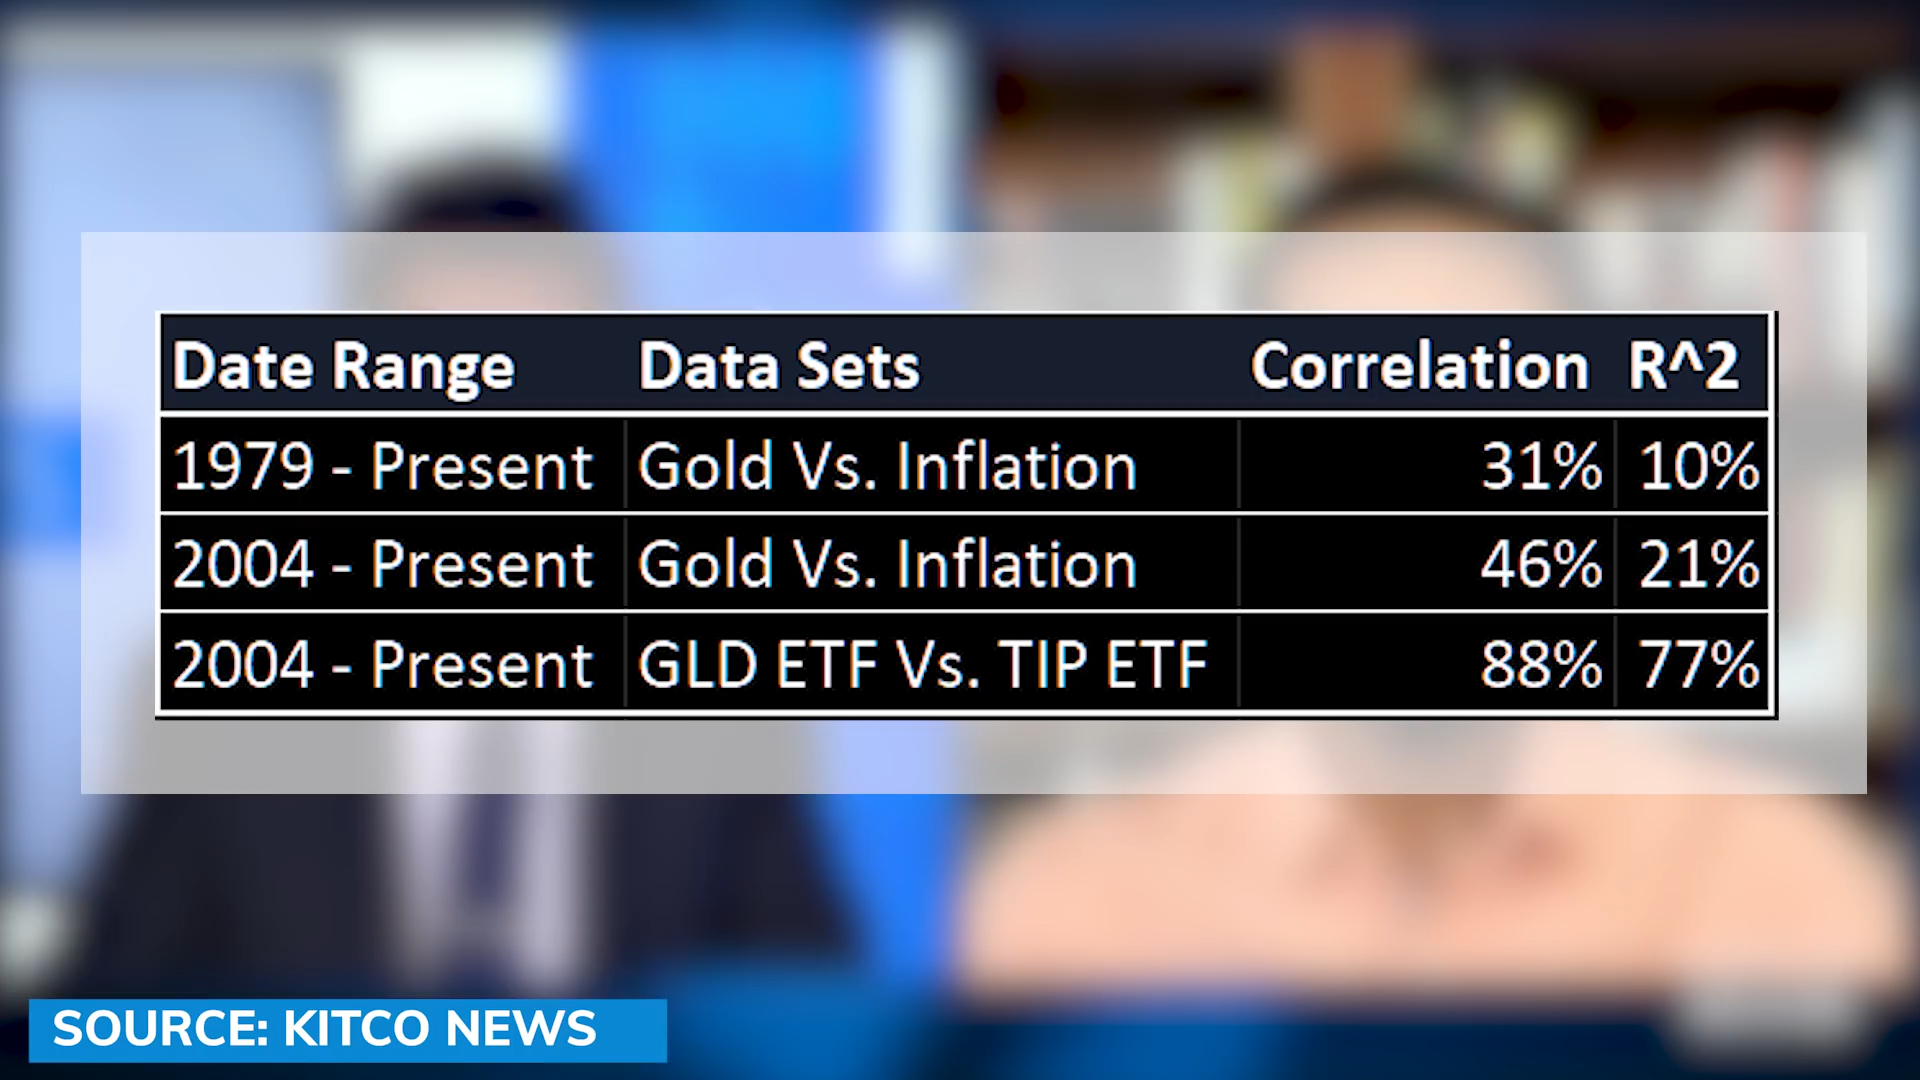 Date Range Data Sets Correlation R^2
1979 - Present Gold Vs. Inflation 31% 10%
2004 - Present Gold Vs. Inflation 46% 21%
2004 - Present GLD ETF Vs. TIP ETF 88% 77%
SOURCE: KITCO NEWS